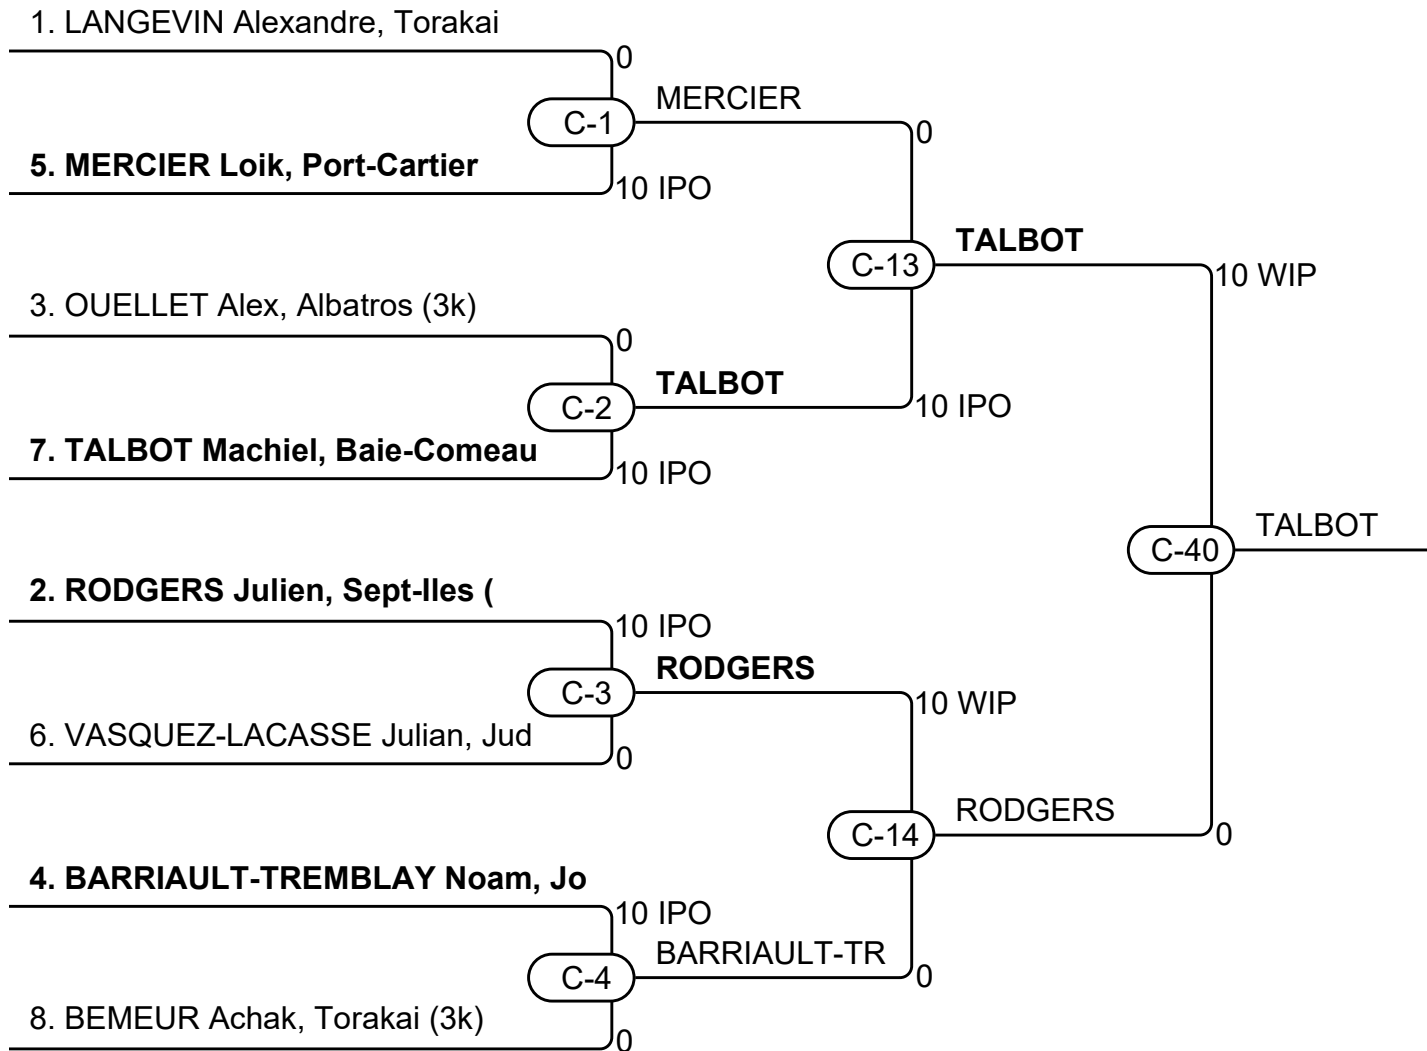 1. LANGEVIN Alexandre, Torakai
0
C-1
MERCIER
0
5. MERCIER Loik, Port-Cartier
10 IPO
C-13
TALBOT
10 WIP
3. OUELLET Alex, Albatros (3k)
0
C-2
TALBOT
10 IPO
7. TALBOT Machiel, Baie-Comeau
10 IPO
C-40
TALBOT
2. RODGERS Julien, Sept-Iles (
10 IPO
C-3
RODGERS
10 WIP
6. VASQUEZ-LACASSE Julian, Jud
0
C-14
RODGERS
0
4. BARRIAULT-TREMBLAY Noam, Jo
10 IPO
C-4
BARRIAULT-TR
0
8. BEMEUR Achak, Torakai (3k)
0